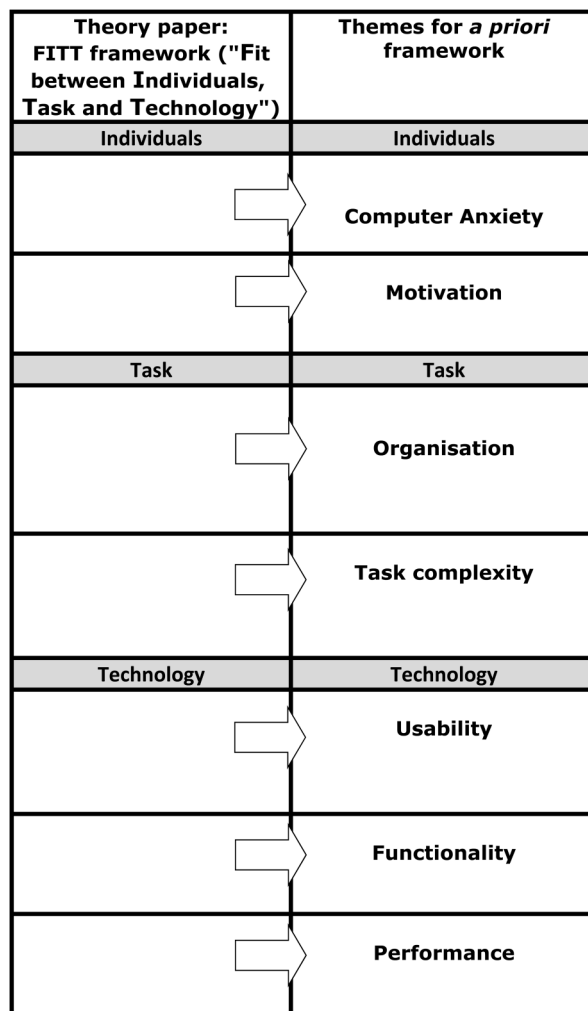 Theory paper:
FITT framework ("Fit
between Individuals,
Task and Technology")
Themes for a priori
framework
Individuals
Individuals
Computer Anxiety
Motivation
Task
Task
Organisation
Task complexity
Technology
Technology
Usability
Functionality
Performance